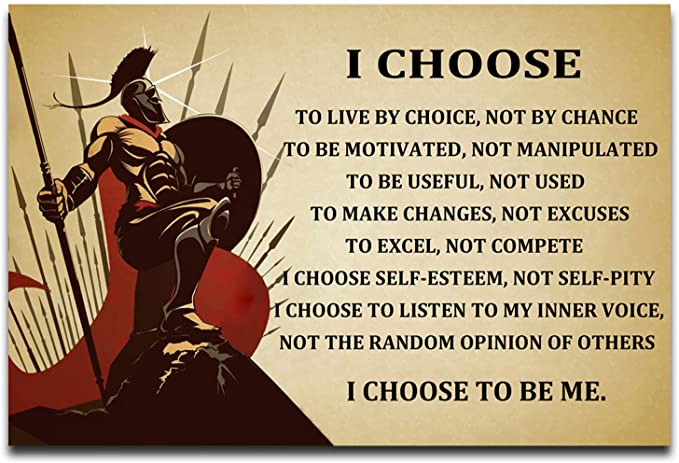 I CHOOSE
TO LIVE BY CHOICE, NOT BY CHANCE
TO BE MOTIVATED, NOT MANIPULATED
TO BE USEFUL, NOT USED
TO MAKE CHANGES, NOT EXCUSES
TO EXCEL, NOT COMPETE
I CHOOSE SELF-ESTEEM, NOT SELF-PITY
I CHOOSE TO LISTEN TO MY INNER VOICE,
NOT THE RANDOM OPINION OF OTHERS
I CHOOSE TO BE ME.